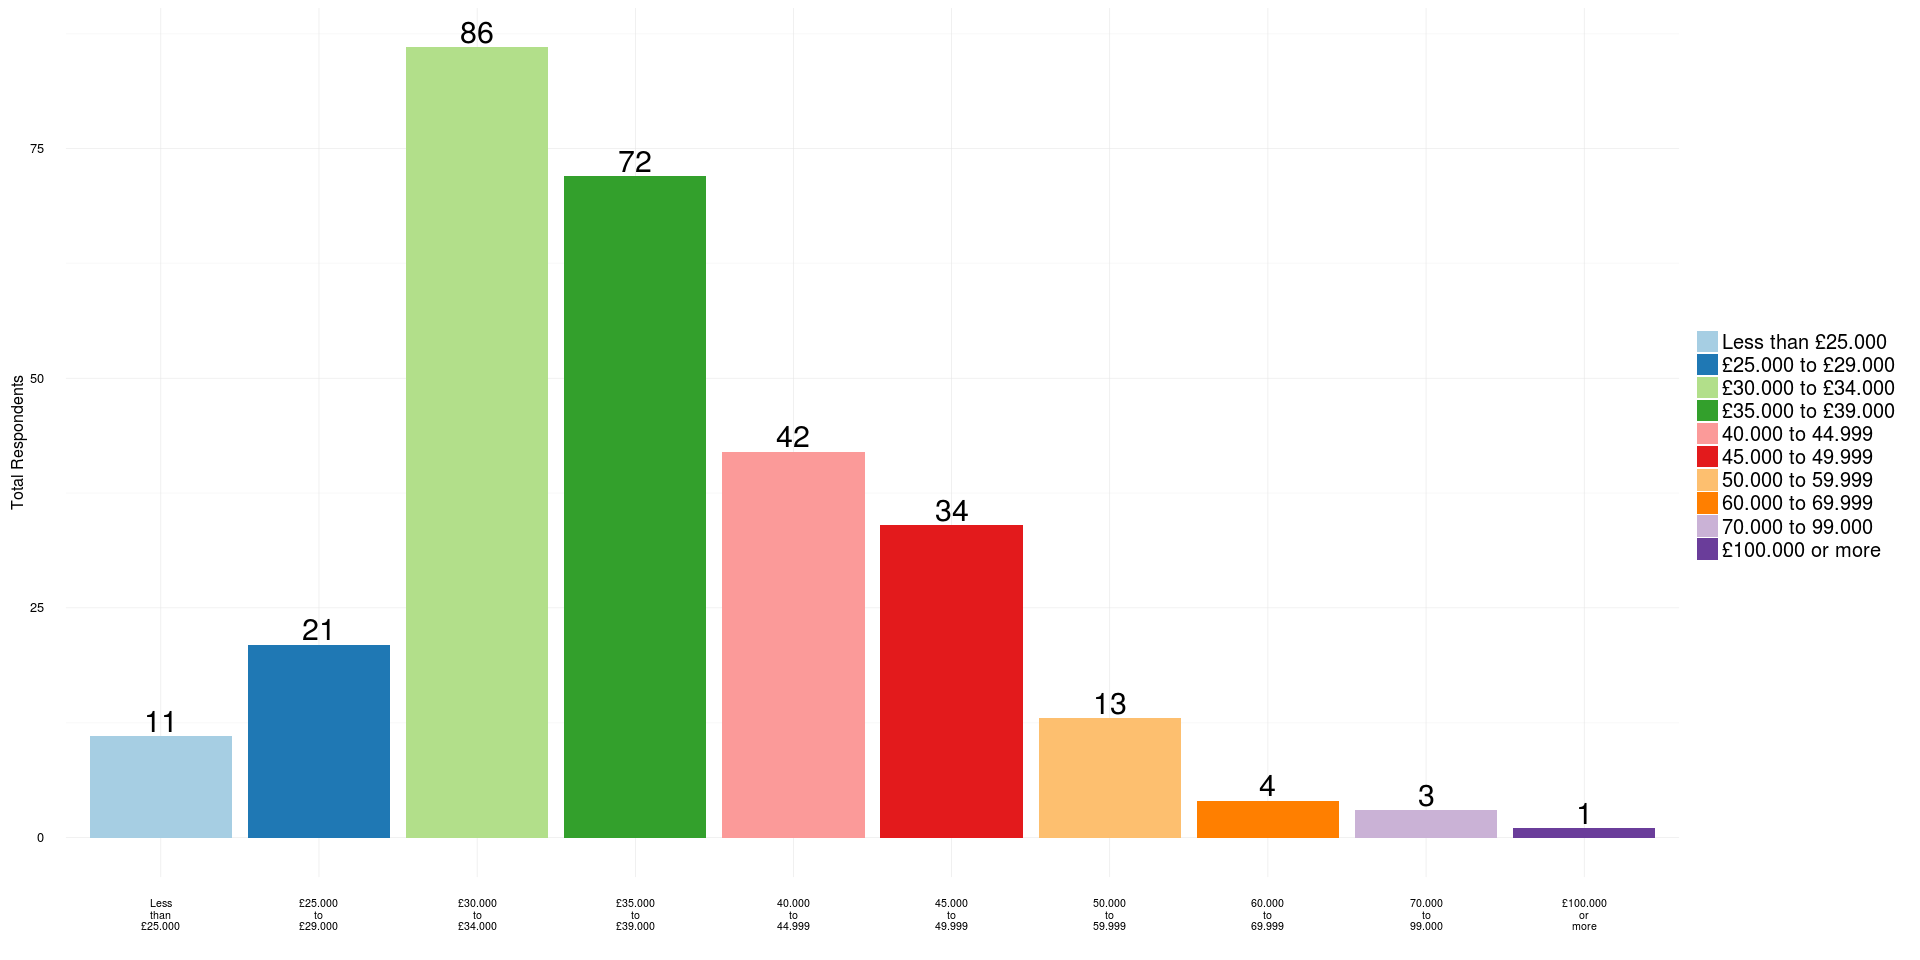 86
75
72
50
42
34
25
21
13
11
4
3
1
0
Total Respondents
Less than £25.000
£25.000 to £29.000
£30.000 to £34.000
£35.000 to £39.000
40.000 to 44.999
45.000 to 49.999
50.000 to 59.999
60.000 to 69.999
70.000 to 99.000
£100.000 or more
Less
than
£25.000
£25.000
to
£29.000
£30.000
to
£34.000
£35.000
to
£39.000
40.000
to
44.999
45.000
to
49.999
50.000
to
59.999
60.000
to
69.999
70.000
to
99.000
£100.000
or
more